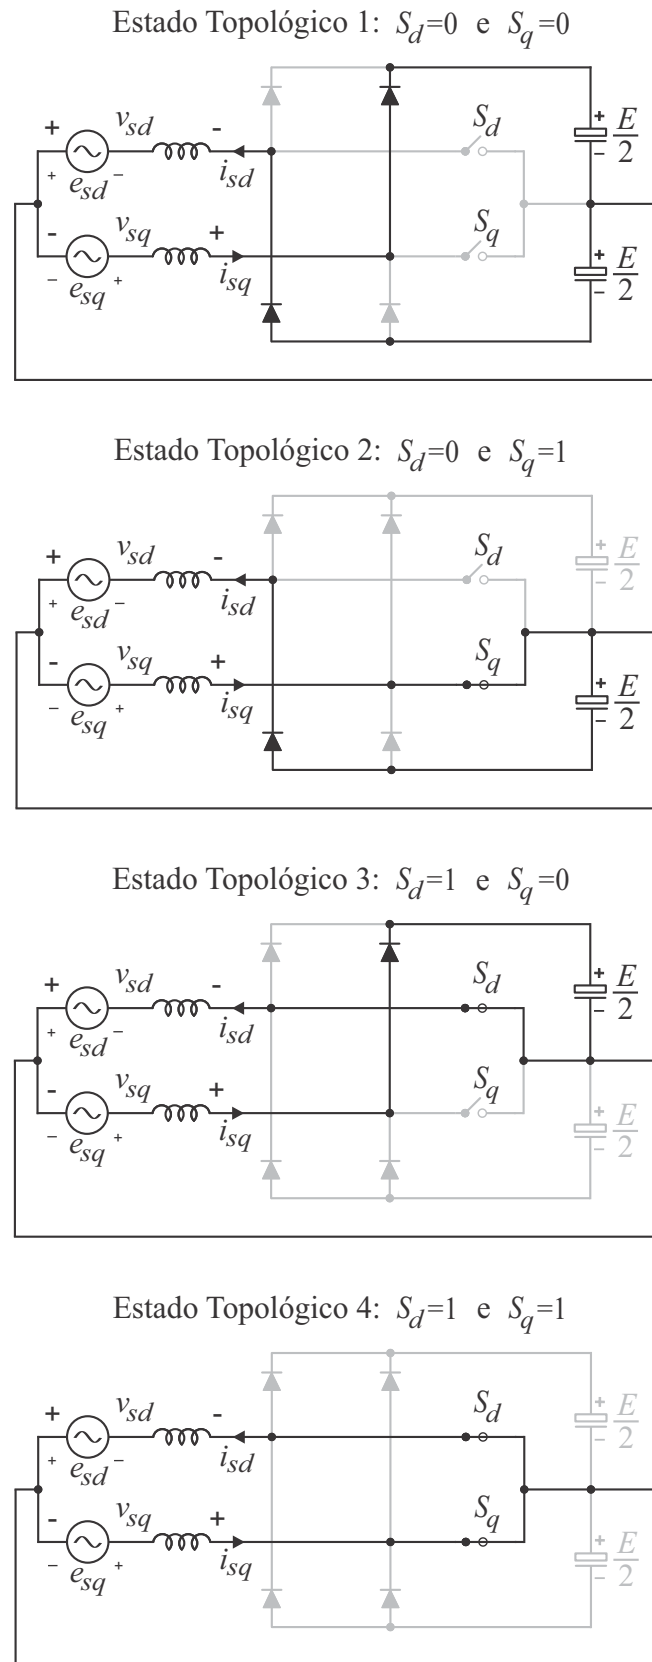 Estado Topológico 1: Sd=0 e Sq=0
+ vsd - Sd + E/2
+ esd − isd −
- vsq + Sq + E/2
− esq + isq −
Estado Topológico 2: Sd=0 e Sq=1
+ vsd - Sd + E/2
+ esd − isd −
- vsq + Sq + E/2
− esq + isq −
Estado Topológico 3: Sd=1 e Sq=0
+ vsd - Sd + E/2
+ esd − isd −
- vsq + Sq + E/2
− esq + isq −
Estado Topológico 4: Sd=1 e Sq=1
+ vsd - Sd + E/2
+ esd − isd −
- vsq + Sq + E/2
− esq + isq −